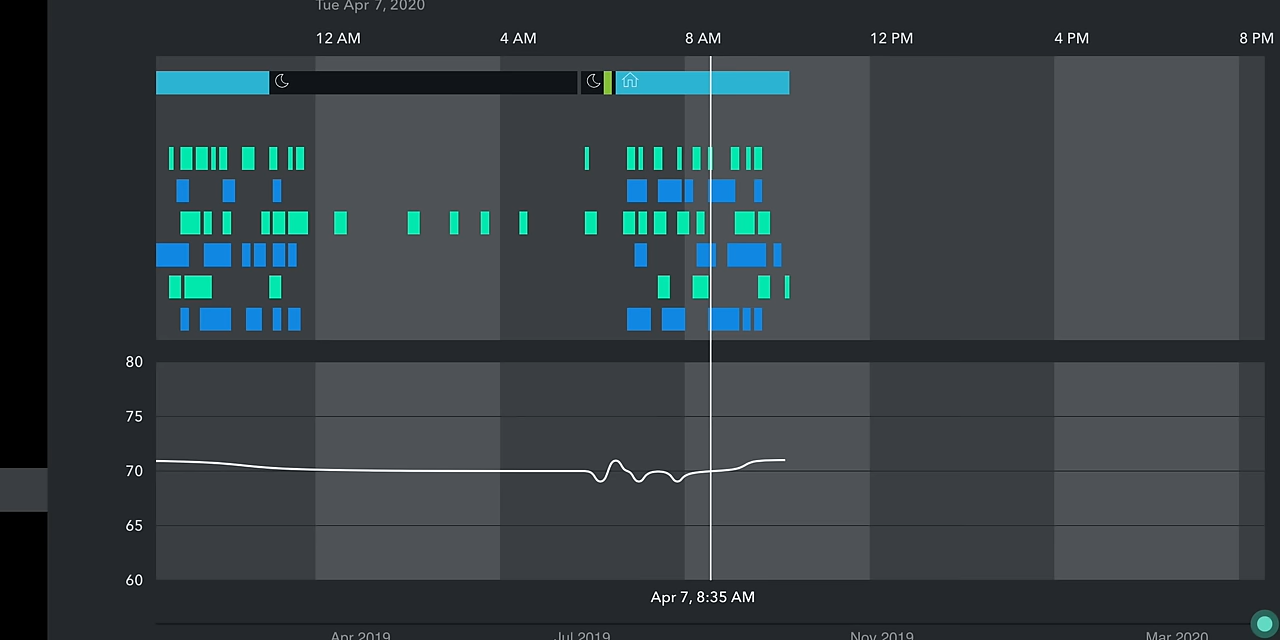 Tue Apr 7, 2020
12 AM 4 AM 8 AM 12 PM 4 PM 8 PM
80
75
70
65
60
Apr 7, 8:35 AM
Apr 2019 Jul 2019 Nov 2019 Mar 2020